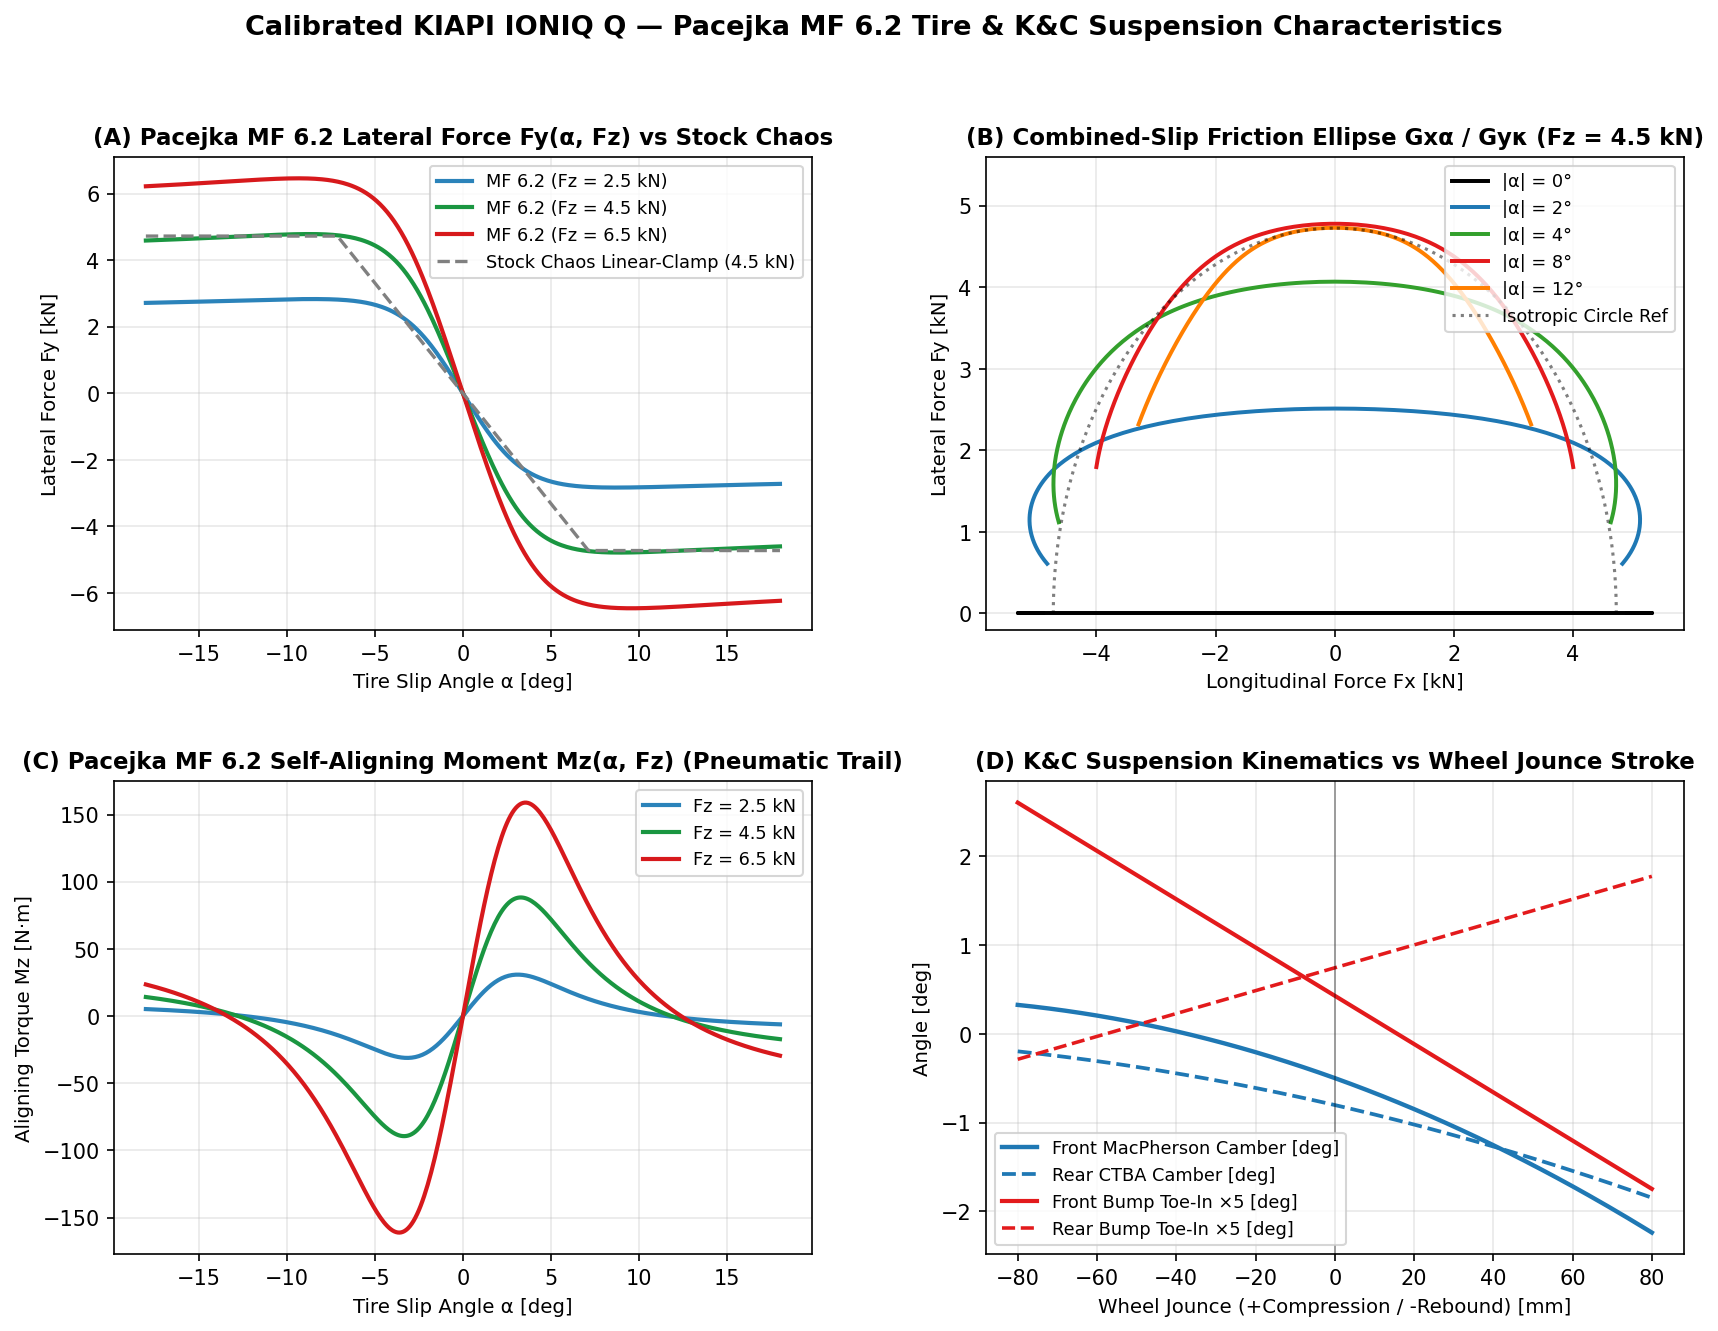 Calibrated KIAPI IONIQ Q — Pacejka MF 6.2 Tire & K&C Suspension Characteristics
(A) Pacejka MF 6.2 Lateral Force Fy(α, Fz) vs Stock Chaos
Lateral Force Fy [kN]
6
4
2
0
−2
−4
−6
MF 6.2 (Fz = 2.5 kN)
MF 6.2 (Fz = 4.5 kN)
MF 6.2 (Fz = 6.5 kN)
Stock Chaos Linear-Clamp (4.5 kN)
−15 −10 −5 0 5 10 15
Tire Slip Angle α [deg]
(B) Combined-Slip Friction Ellipse Gxα / Gyκ (Fz = 4.5 kN)
Lateral Force Fy [kN]
5
4
3
2
1
0
|α| = 0°
|α| = 2°
|α| = 4°
|α| = 8°
|α| = 12°
Isotropic Circle Ref
−4 −2 0 2 4
Longitudinal Force Fx [kN]
(C) Pacejka MF 6.2 Self-Aligning Moment Mz(α, Fz) (Pneumatic Trail)
Aligning Torque Mz [N·m]
150
100
50
0
−50
−100
−150
Fz = 2.5 kN
Fz = 4.5 kN
Fz = 6.5 kN
−15 −10 −5 0 5 10 15
Tire Slip Angle α [deg]
(D) K&C Suspension Kinematics vs Wheel Jounce Stroke
Angle [deg]
2
1
0
−1
−2
Front MacPherson Camber [deg]
Rear CTBA Camber [deg]
Front Bump Toe-In ×5 [deg]
Rear Bump Toe-In ×5 [deg]
−80 −60 −40 −20 0 20 40 60 80
Wheel Jounce (+Compression / -Rebound) [mm]